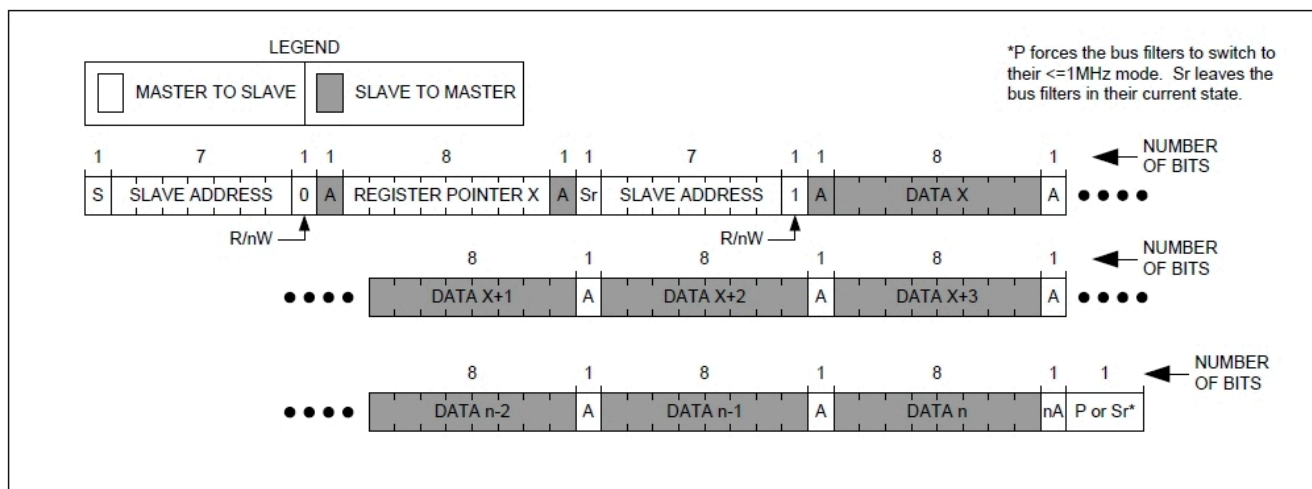 LEGEND
MASTER TO SLAVE SLAVE TO MASTER
*P forces the bus filters to switch to
their <=1MHz mode. Sr leaves the
bus filters in their current state.
1 7 1 1 8 1 1 7 1 1 8 1 NUMBER
OF BITS
S SLAVE ADDRESS 0 A REGISTER POINTER X A Sr SLAVE ADDRESS 1 A DATA X A
R/nW R/nW
8 1 8 1 8 1 NUMBER
OF BITS
DATA X+1 A DATA X+2 A DATA X+3 A
8 1 8 1 8 1 1 NUMBER
OF BITS
DATA n-2 A DATA n-1 A DATA n nA P or Sr*